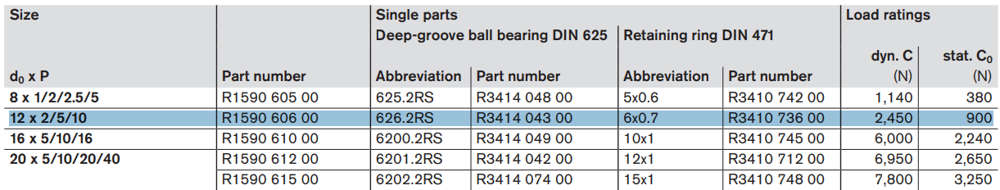 Size Single parts Load ratings
Deep-groove ball bearing DIN 625 Retaining ring DIN 471
dyn. C stat. C₀
d₀ x P Part number Abbreviation Part number Abbreviation Part number (N) (N)
8 x 1/2/2.5/5 R1590 605 00 625.2RS R3414 048 00 5x0.6 R3410 742 00 1,140 380
12 x 2/5/10 R1590 606 00 626.2RS R3414 043 00 6x0.7 R3410 736 00 2,450 900
16 x 5/10/16 R1590 610 00 6200.2RS R3414 049 00 10x1 R3410 745 00 6,000 2,240
20 x 5/10/20/40 R1590 612 00 6201.2RS R3414 042 00 12x1 R3410 712 00 6,950 2,650
R1590 615 00 6202.2RS R3414 074 00 15x1 R3410 748 00 7,800 3,250